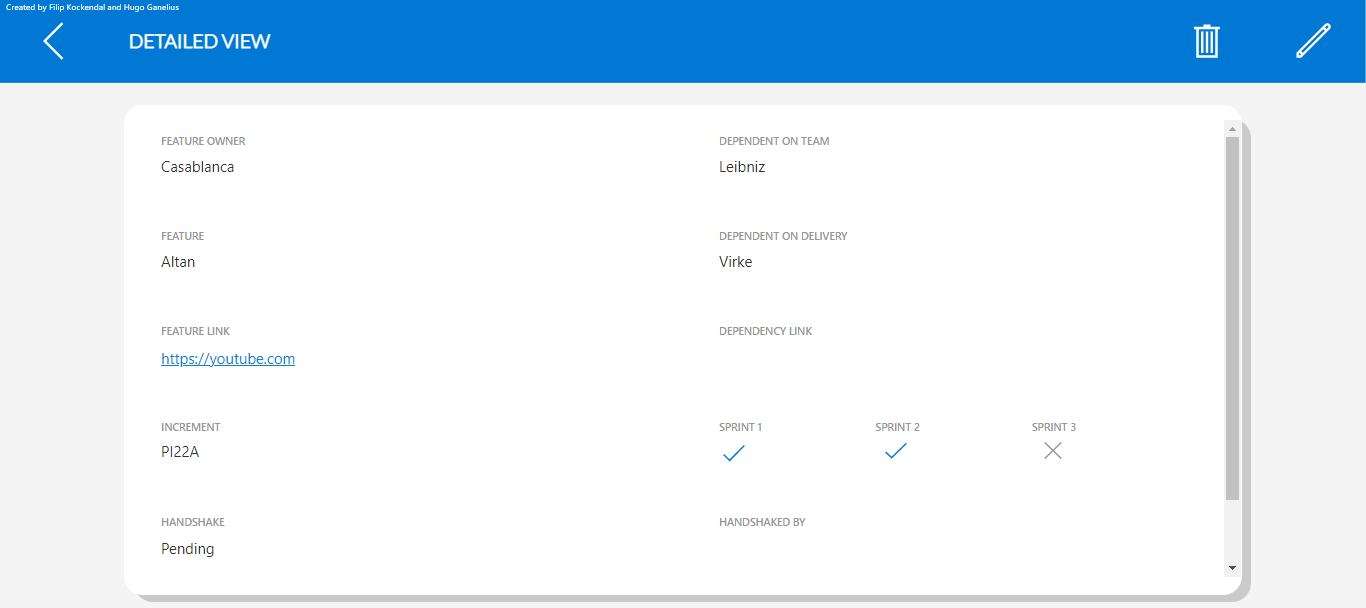 Created by Filip Kockendal and Hugo Ganelius
DETAILED VIEW
FEATURE OWNER
DEPENDENT ON TEAM
Casablanca
Leibniz
FEATURE
DEPENDENT ON DELIVERY
Altan
Virke
FEATURE LINK
DEPENDENCY LINK
https://youtube.com
INCREMENT
SPRINT 1
SPRINT 2
SPRINT 3
PI22A
HANDSHAKE
HANDSHAKED BY
Pending